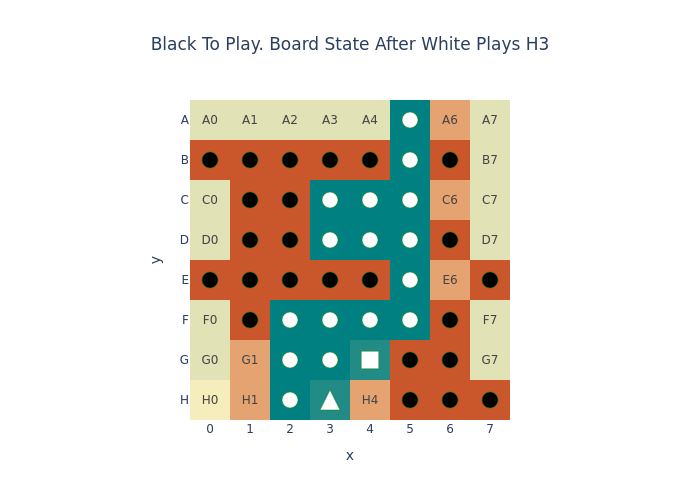 Black To Play. Board State After White Plays H3
A A0 A1 A2 A3 A4 A6 A7
B B7
C C0 C6 C7
D D0 D7
E E6
F F0 F7
G G0 G1 G7
H H0 H1 H4
0 1 2 3 4 5 6 7
x
y